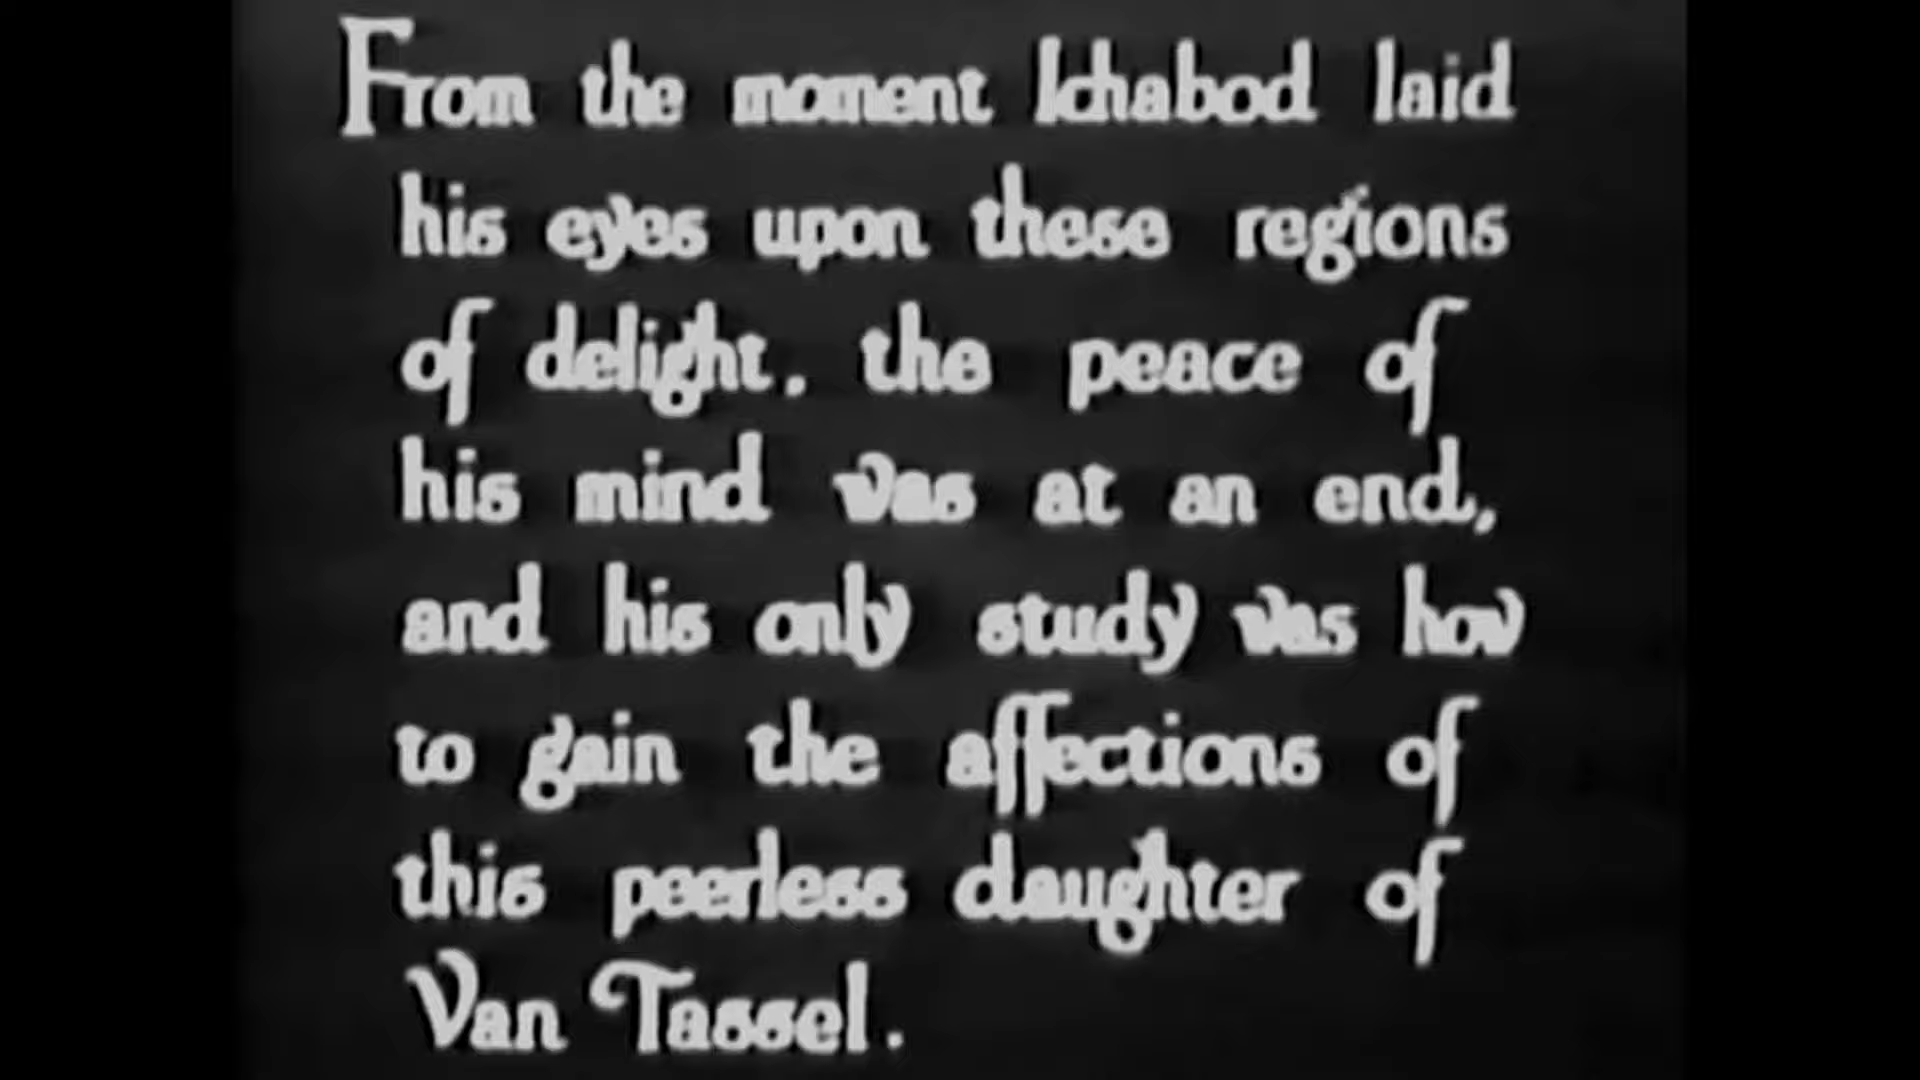 From the moment Ichabod laid
his eyes upon these regions
of delight, the peace of
his mind was at an end,
and his only study was how
to gain the affections of
this peerless daughter of
Van Tassel.